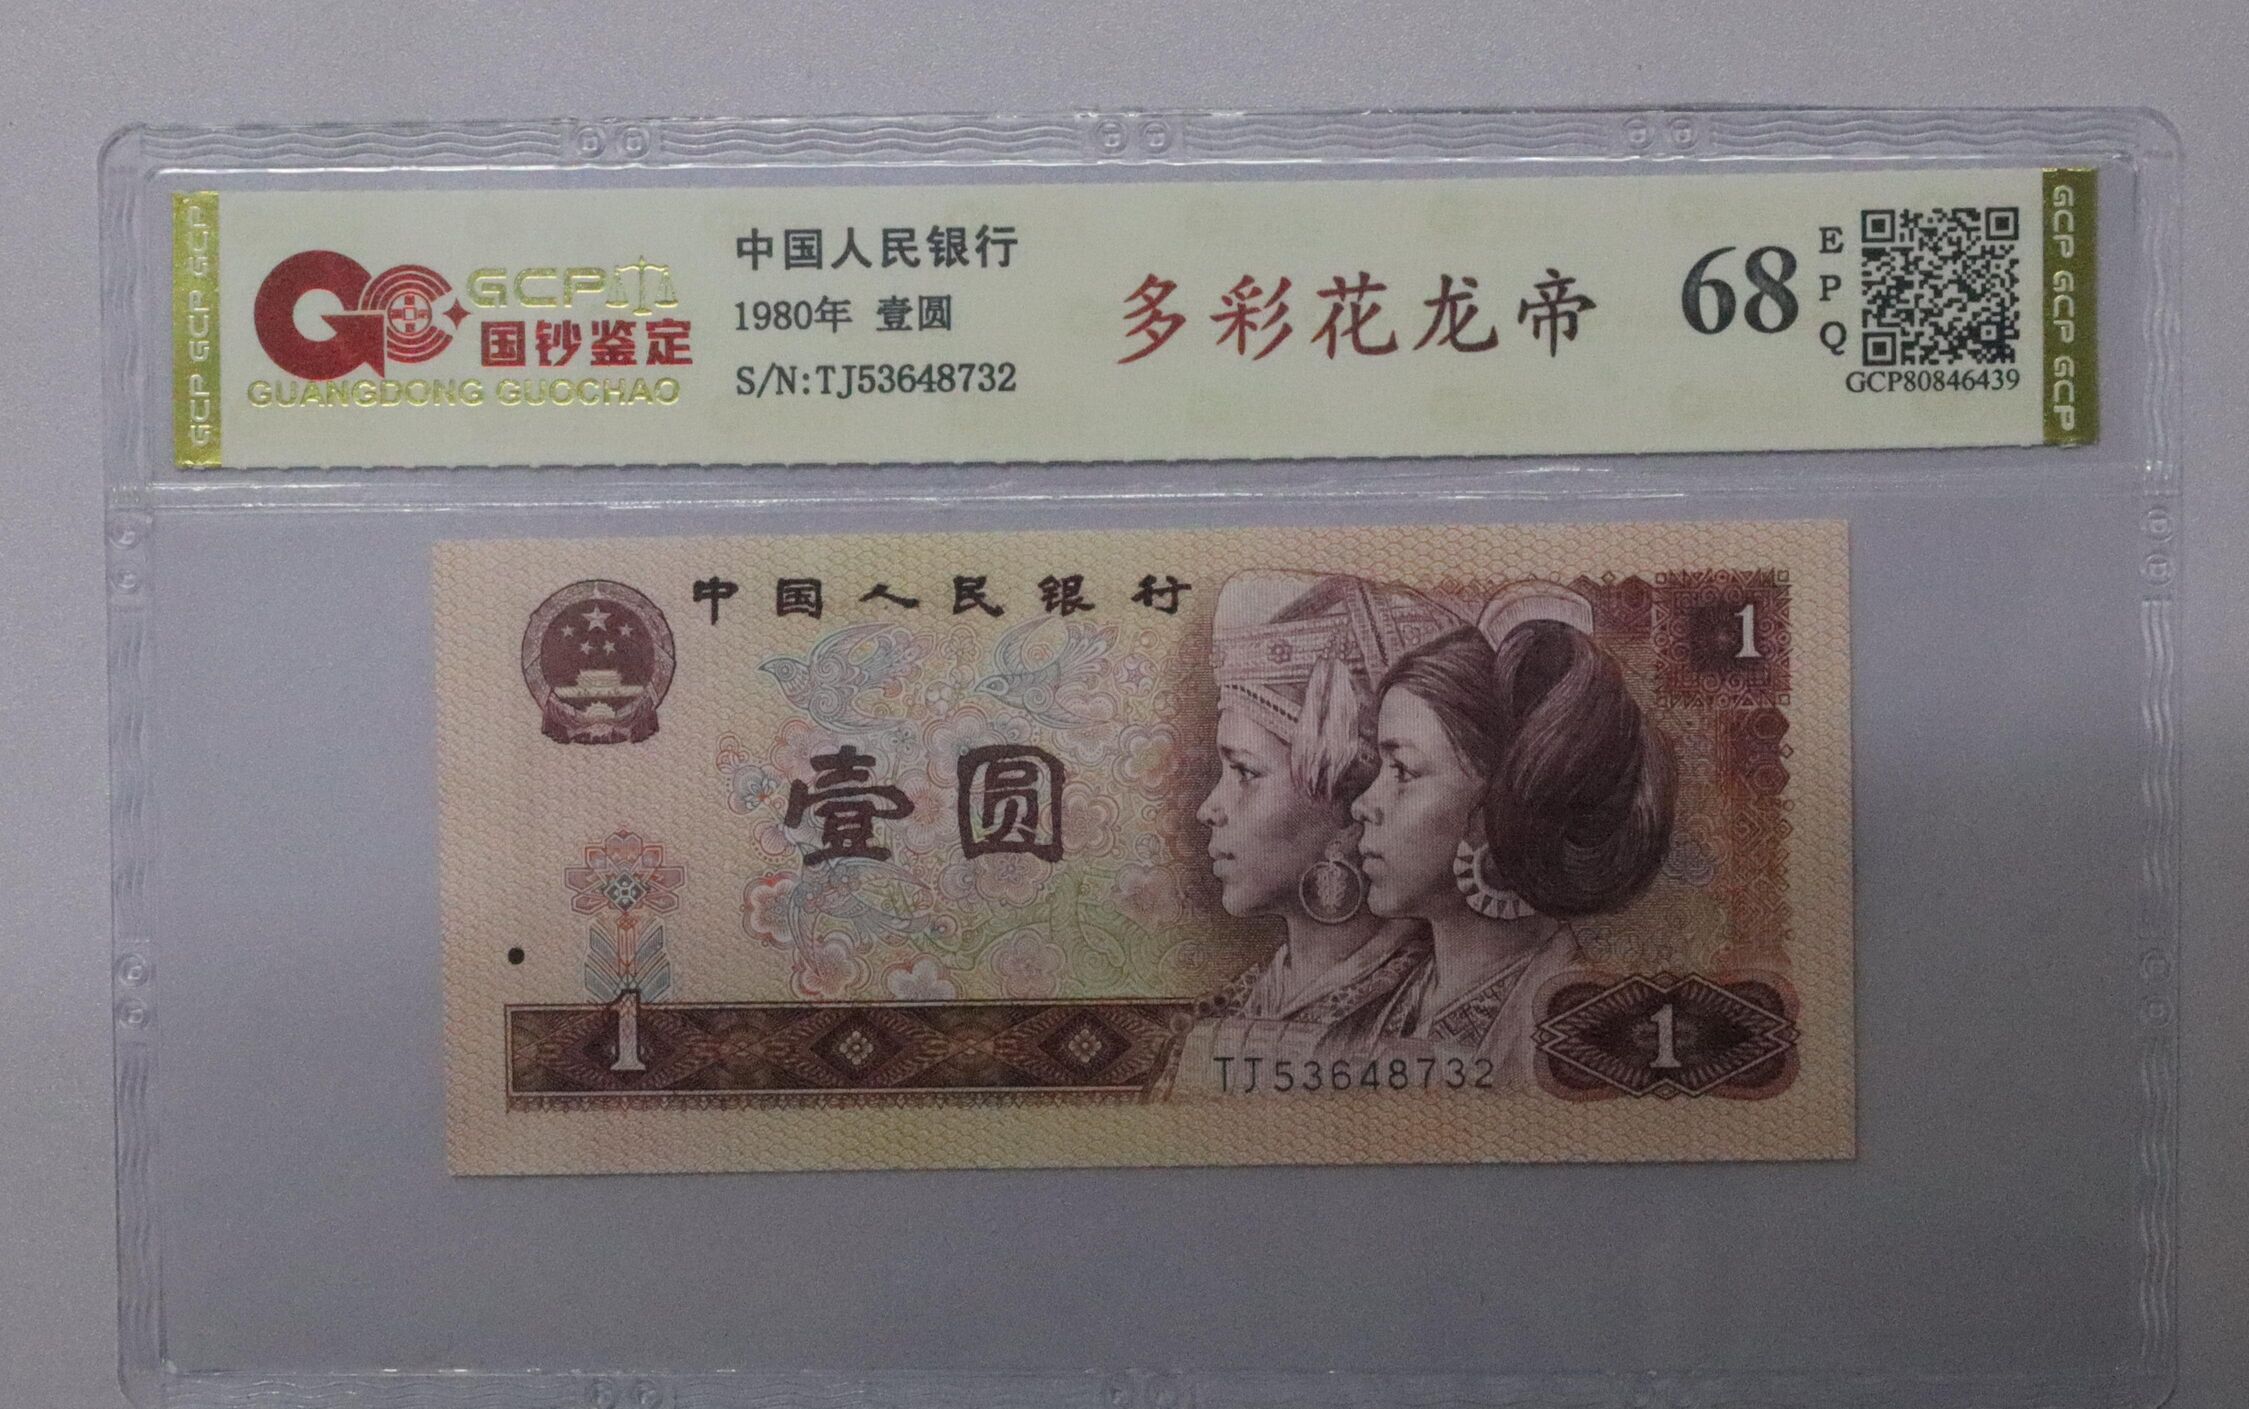 GCP GCP GCP
GCP
国钞鉴定
GUANGDONG GUOCHAO
中国人民银行
1980年 壹圆
S/N:TJ53648732
多彩花龙帝
68
E
P
Q
GCP80846439
GCP GCP GCP
中国人民银行
1
壹圆
1
1
TJ53648732